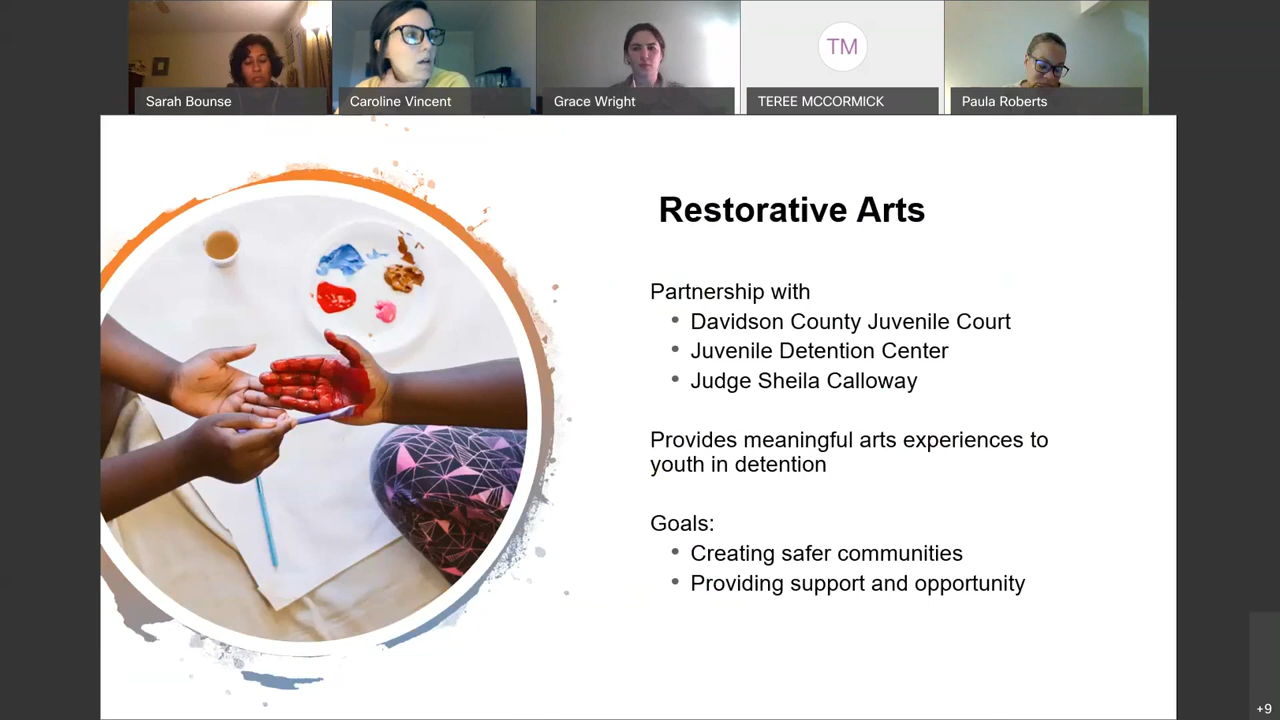 TM
Sarah Bounse
Caroline Vincent
Grace Wright
TEREE MCCORMICK
Paula Roberts
Restorative Arts
Partnership with
• Davidson County Juvenile Court
• Juvenile Detention Center
• Judge Sheila Calloway
Provides meaningful arts experiences to
youth in detention
Goals:
• Creating safer communities
• Providing support and opportunity
+9